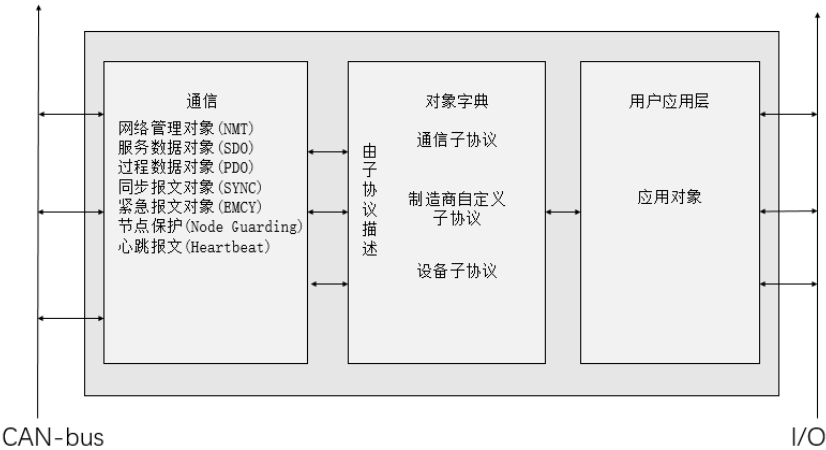 通信
网络管理对象(NMT)
服务数据对象(SDO)
过程数据对象(PDO)
同步报文对象(SYNC)
紧急报文对象(EMCY)
节点保护(Node Guarding)
心跳报文(Heartbeat)
对象字典
由子协议描述
通信子协议
制造商自定义
子协议
设备子协议
用户应用层
应用对象
CAN-bus
I/O